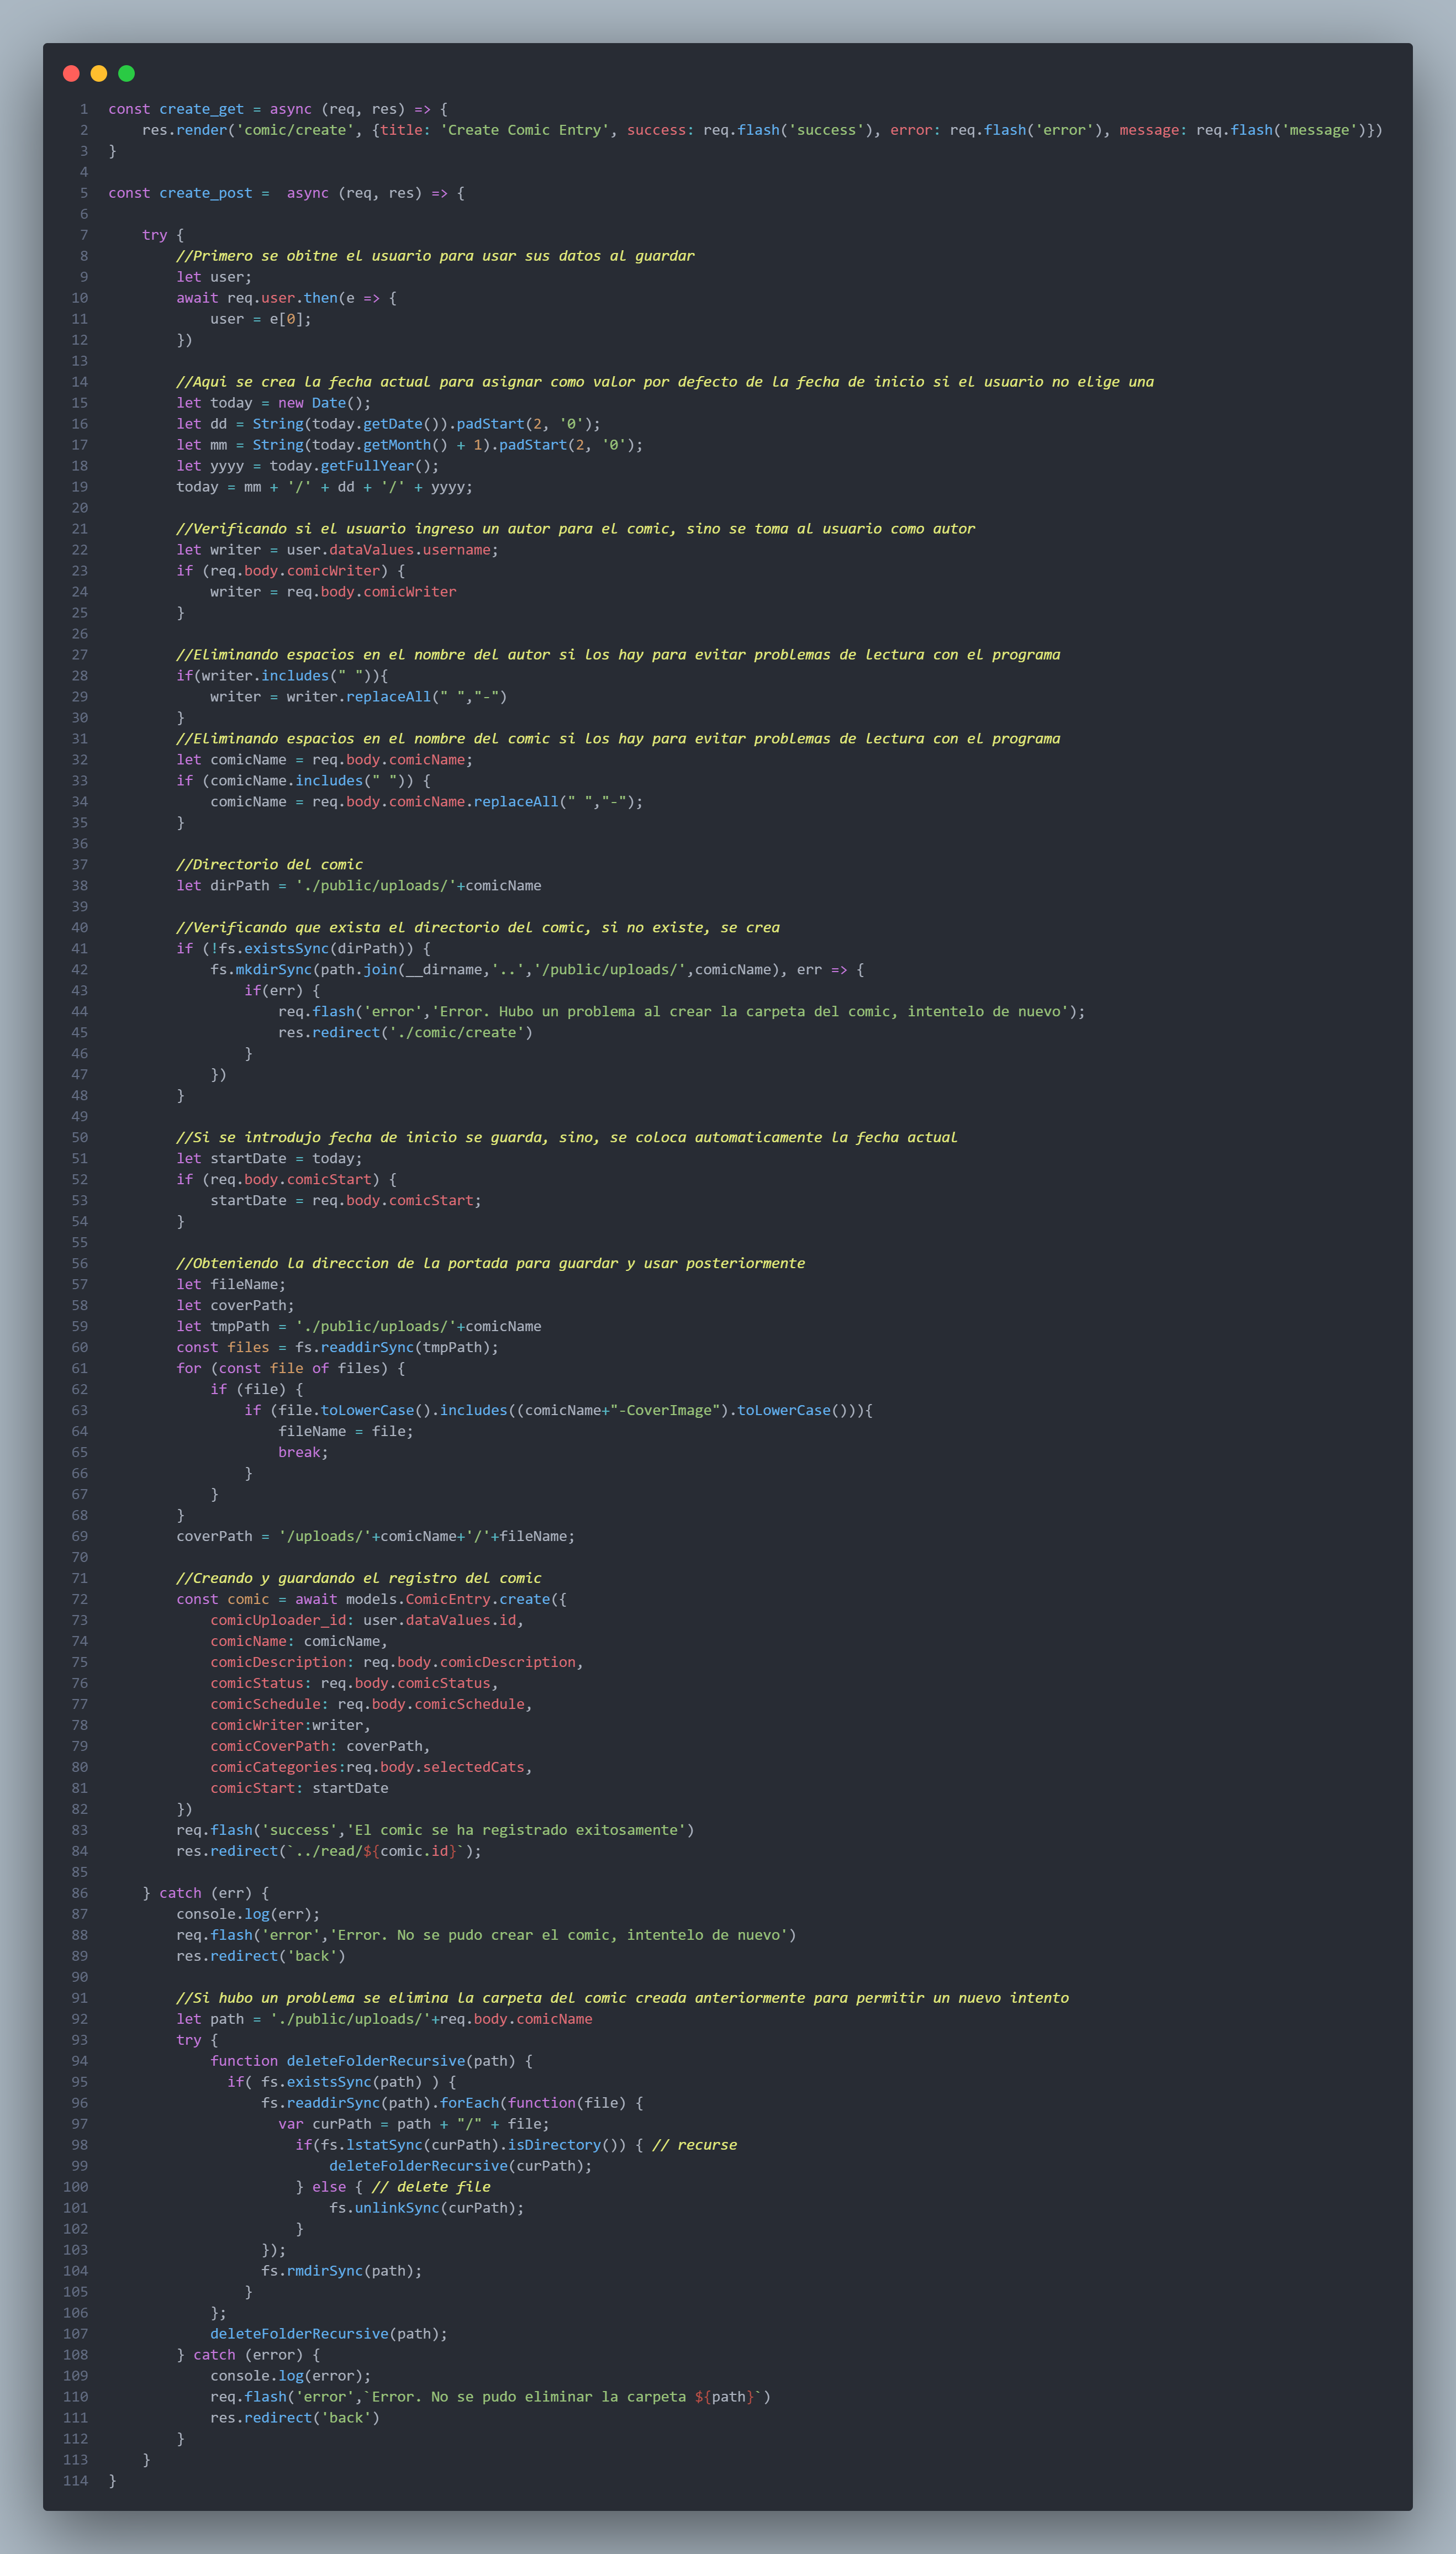 1 const create_get = async (req, res) => {
2     res.render('comic/create', {title: 'Create Comic Entry', success: req.flash('success'), error: req.flash('error'), message: req.flash('message')})
3 }
4
5 const create_post =  async (req, res) => {
6
7     try {
8         //Primero se obitne el usuario para usar sus datos al guardar
9         let user;
10         await req.user.then(e => {
11             user = e[0];
12         })
13
14         //Aqui se crea la fecha actual para asignar como valor por defecto de la fecha de inicio si el usuario no elige una
15         let today = new Date();
16         let dd = String(today.getDate()).padStart(2, '0');
17         let mm = String(today.getMonth() + 1).padStart(2, '0');
18         let yyyy = today.getFullYear();
19         today = mm + '/' + dd + '/' + yyyy;
20
21         //Verificando si el usuario ingreso un autor para el comic, sino se toma al usuario como autor
22         let writer = user.dataValues.username;
23         if (req.body.comicWriter) {
24             writer = req.body.comicWriter
25         }
26
27         //Eliminando espacios en el nombre del autor si los hay para evitar problemas de lectura con el programa
28         if(writer.includes(" ")){
29             writer = writer.replaceAll(" ","-")
30         }
31         //Eliminando espacios en el nombre del comic si los hay para evitar problemas de lectura con el programa
32         let comicName = req.body.comicName;
33         if (comicName.includes(" ")) {
34             comicName = req.body.comicName.replaceAll(" ","-");
35         }
36
37         //Directorio del comic
38         let dirPath = './public/uploads/'+comicName
39
40         //Verificando que exista el directorio del comic, si no existe, se crea
41         if (!fs.existsSync(dirPath)) {
42             fs.mkdirSync(path.join(__dirname,'..','/public/uploads/',comicName), err => {
43                 if(err) {
44                     req.flash('error','Error. Hubo un problema al crear la carpeta del comic, intentelo de nuevo');
45                     res.redirect('./comic/create')
46                 }
47             })
48         }
49
50         //Si se introdujo fecha de inicio se guarda, sino, se coloca automaticamente la fecha actual
51         let startDate = today;
52         if (req.body.comicStart) {
53             startDate = req.body.comicStart;
54         }
55
56         //Obteniendo la direccion de la portada para guardar y usar posteriormente
57         let fileName;
58         let coverPath;
59         let tmpPath = './public/uploads/'+comicName
60         const files = fs.readdirSync(tmpPath);
61         for (const file of files) {
62             if (file) {
63                 if (file.toLowerCase().includes((comicName+"-CoverImage").toLowerCase())){
64                     fileName = file;
65                     break;
66                 }
67             }
68         }
69         coverPath = '/uploads/'+comicName+'/'+fileName;
70
71         //Creando y guardando el registro del comic
72         const comic = await models.ComicEntry.create({
73             comicUploader_id: user.dataValues.id,
74             comicName: comicName,
75             comicDescription: req.body.comicDescription,
76             comicStatus: req.body.comicStatus,
77             comicSchedule: req.body.comicSchedule,
78             comicWriter:writer,
79             comicCoverPath: coverPath,
80             comicCategories:req.body.selectedCats,
81             comicStart: startDate
82         })
83         req.flash('success','El comic se ha registrado exitosamente')
84         res.redirect(`../read/${comic.id}`);
85
86     } catch (err) {
87         console.log(err);
88         req.flash('error','Error. No se pudo crear el comic, intentelo de nuevo')
89         res.redirect('back')
90
91         //Si hubo un problema se elimina la carpeta del comic creada anteriormente para permitir un nuevo intento
92         let path = './public/uploads/'+req.body.comicName
93         try {
94             function deleteFolderRecursive(path) {
95               if( fs.existsSync(path) ) {
96                   fs.readdirSync(path).forEach(function(file) {
97                     var curPath = path + "/" + file;
98                       if(fs.lstatSync(curPath).isDirectory()) { // recurse
99                           deleteFolderRecursive(curPath);
100                       } else { // delete file
101                           fs.unlinkSync(curPath);
102                       }
103                   });
104                   fs.rmdirSync(path);
105                 }
106             };
107             deleteFolderRecursive(path);
108         } catch (error) {
109             console.log(error);
110             req.flash('error',`Error. No se pudo eliminar la carpeta ${path}`)
111             res.redirect('back')
112         }
113     }
114 }